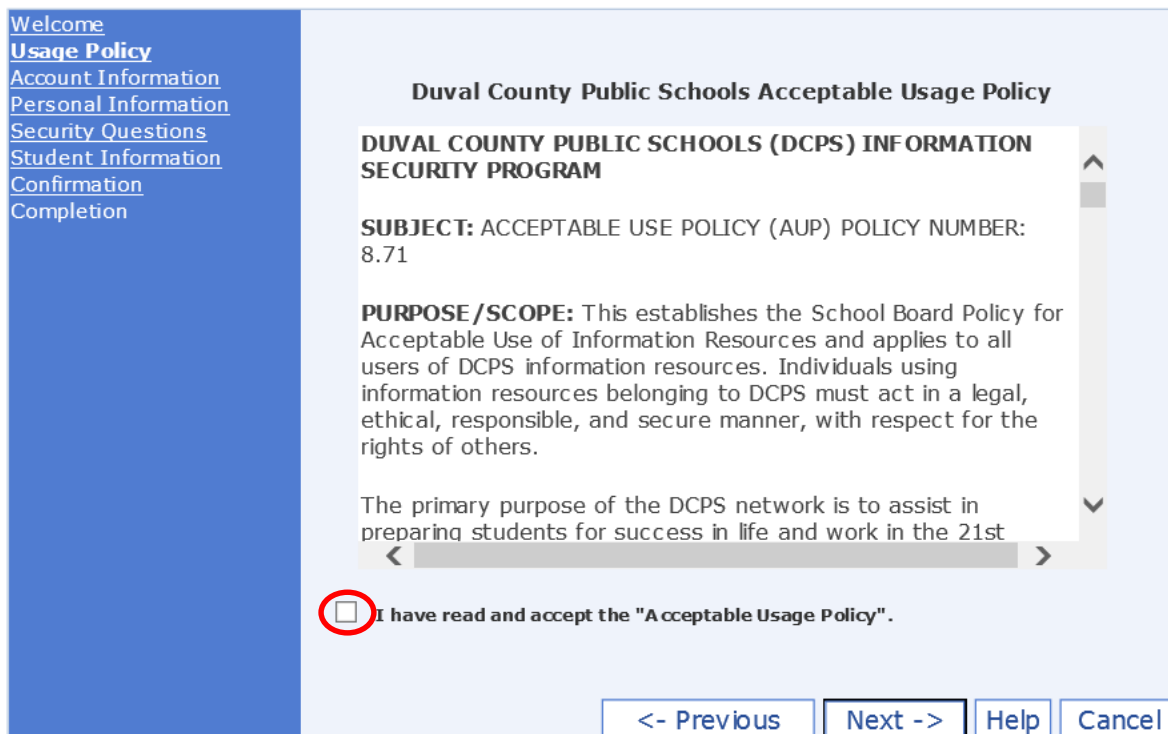 Welcome
Usage Policy
Account Information
Personal Information
Security Questions
Student Information
Confirmation
Completion
Duval County Public Schools Acceptable Usage Policy
DUVAL COUNTY PUBLIC SCHOOLS (DCPS) INFORMATION
SECURITY PROGRAM
SUBJECT: ACCEPTABLE USE POLICY (AUP) POLICY NUMBER:
8.71
PURPOSE/SCOPE: This establishes the School Board Policy for
Acceptable Use of Information Resources and applies to all
users of DCPS information resources. Individuals using
information resources belonging to DCPS must act in a legal,
ethical, responsible, and secure manner, with respect for the
rights of others.
The primary purpose of the DCPS network is to assist in
preparing students for success in life and work in the 21st
I have read and accept the "Acceptable Usage Policy".
<- Previous Next -> Help Cancel